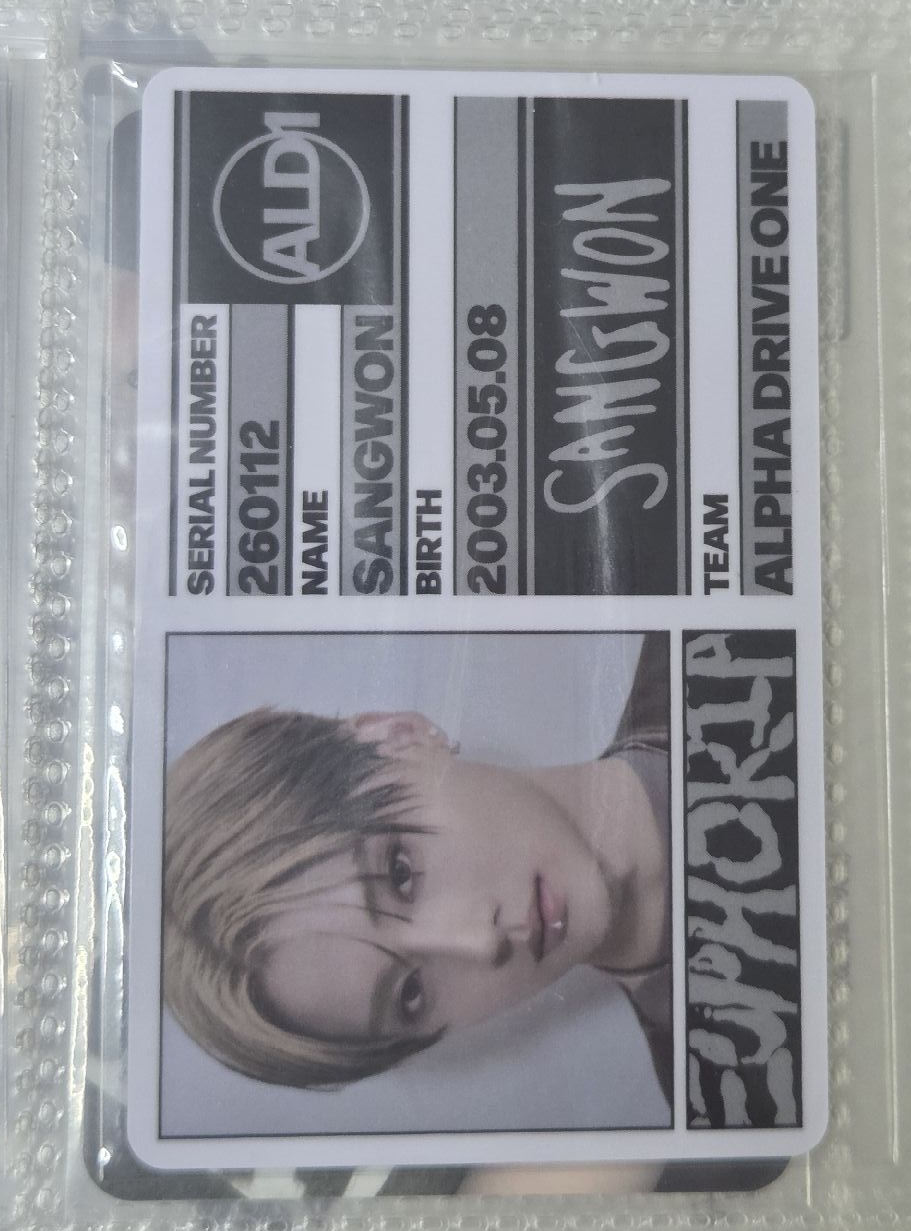 SERIAL NUMBER
260112
ALD1
NAME
SANGWON
BIRTH
2003.05.08
SANGWON
TEAM
ALPHA DRIVE ONE
EUPHORIA